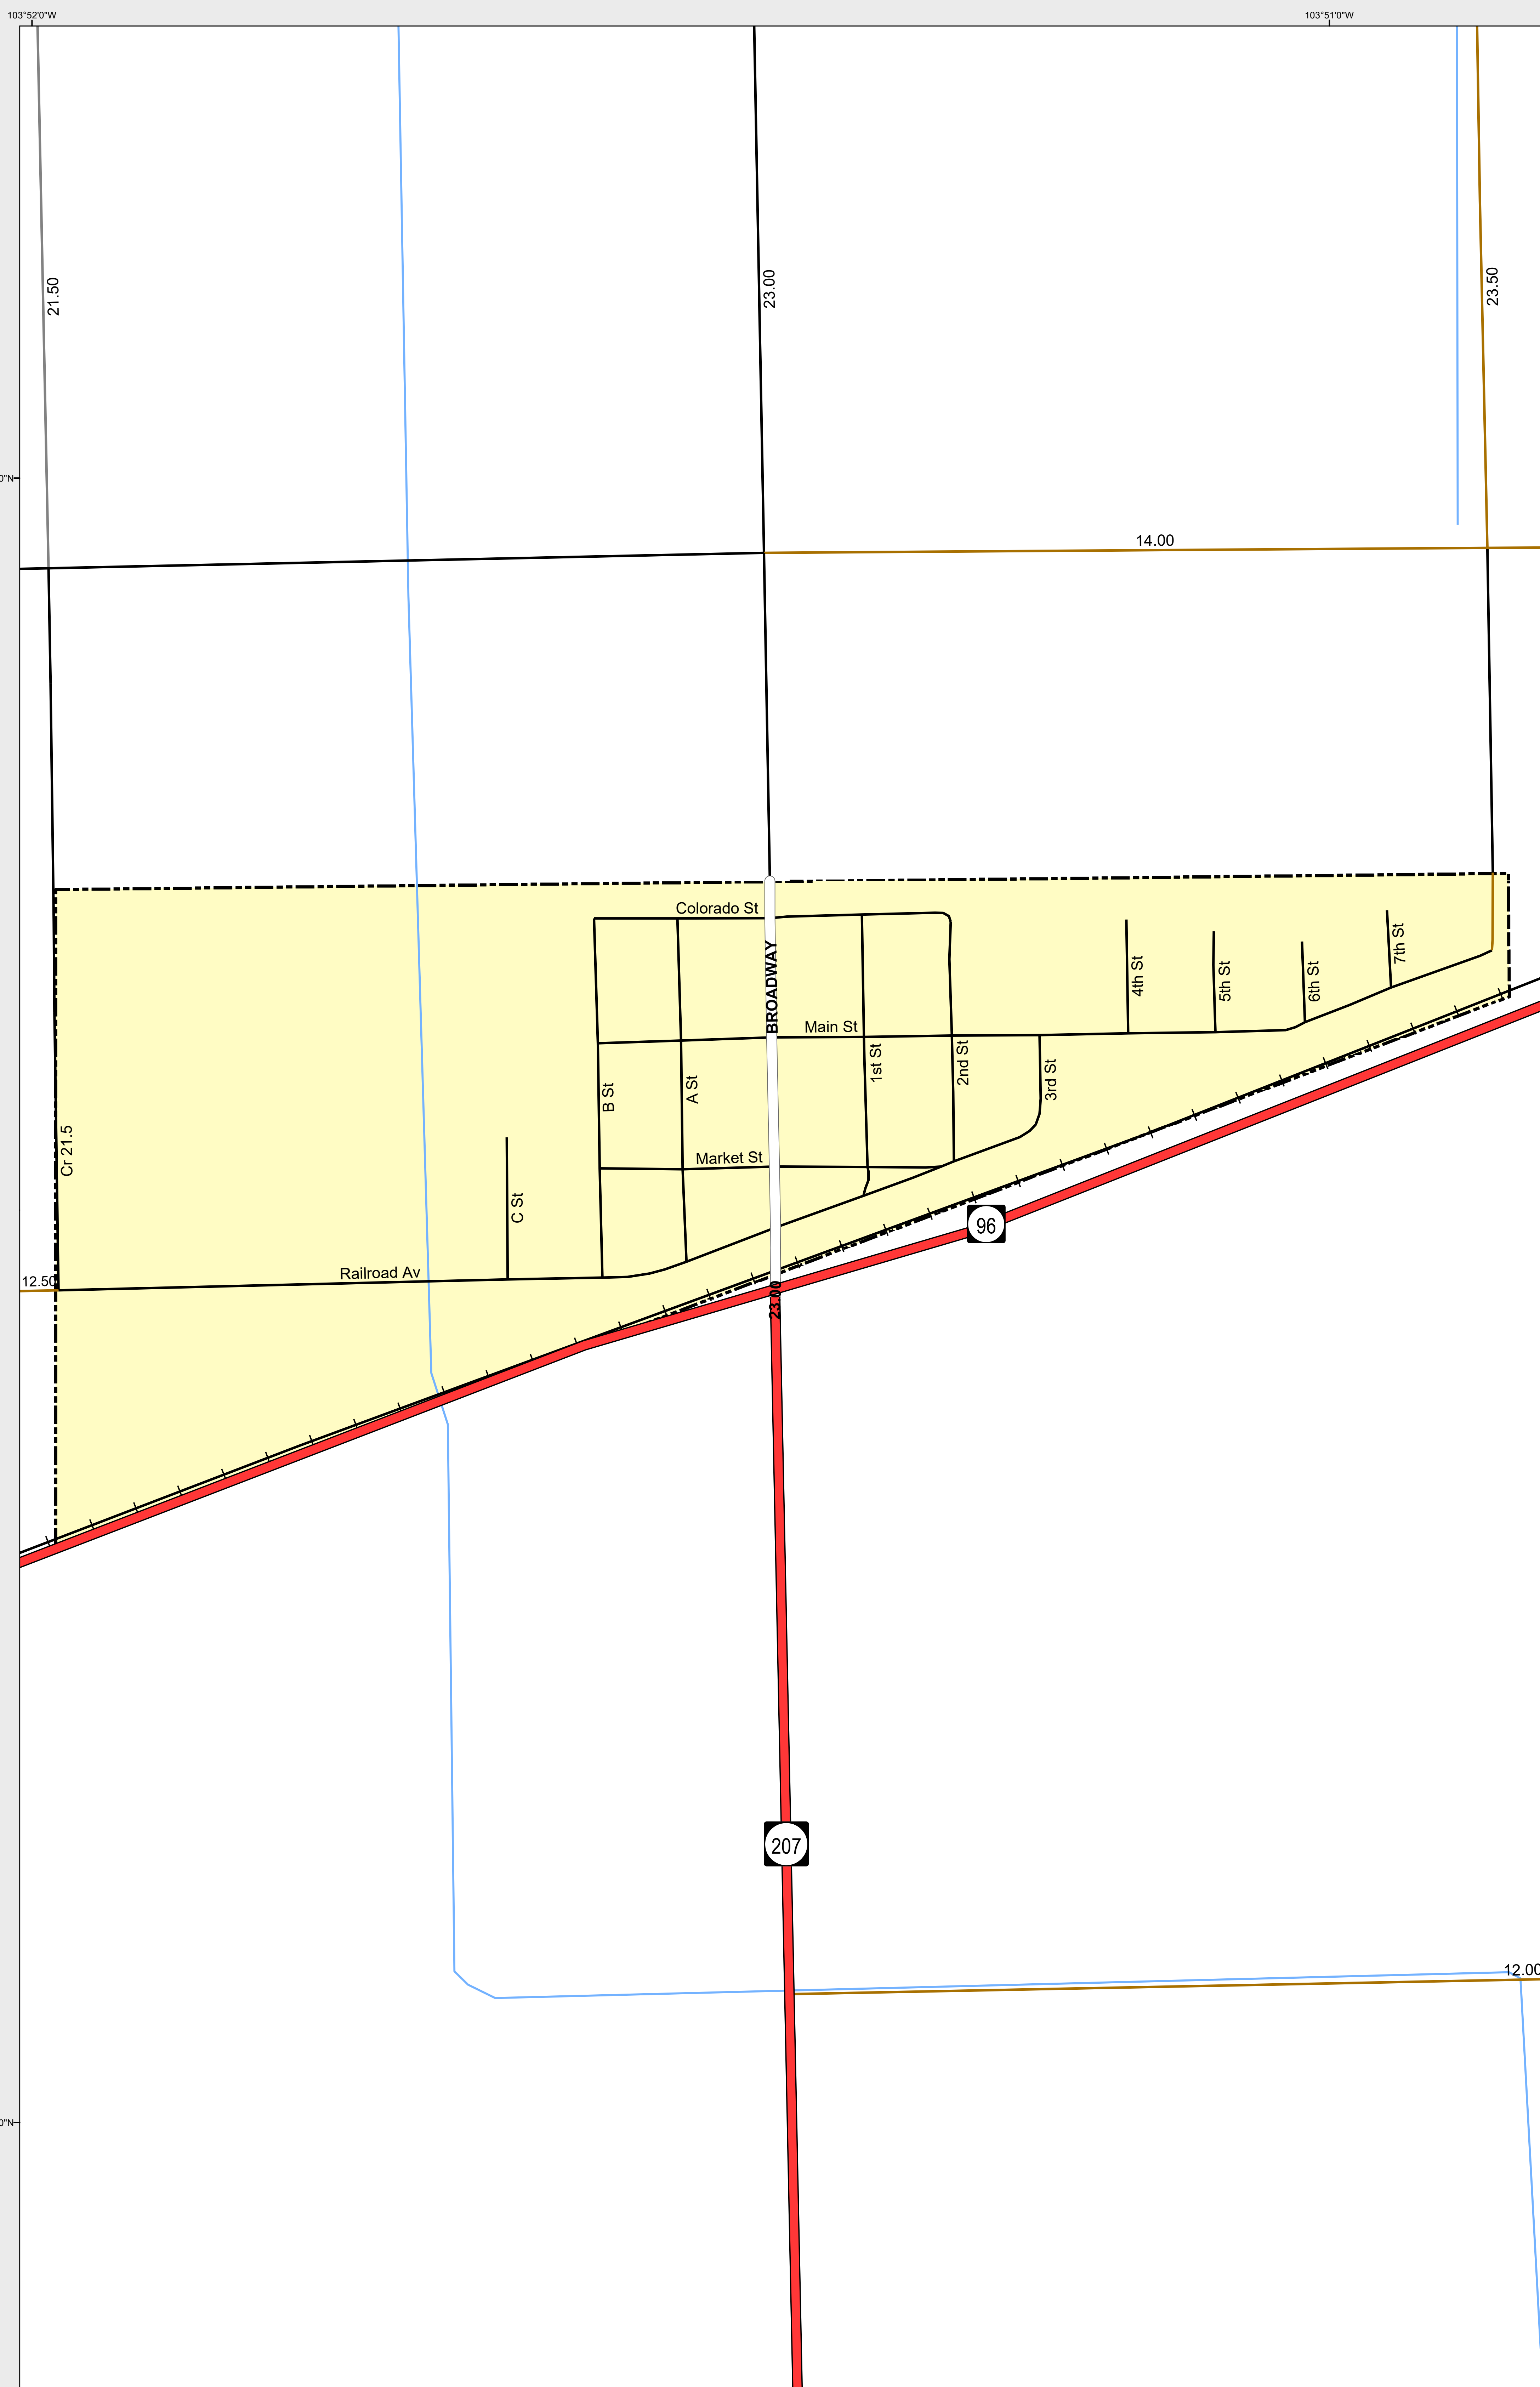 103°52'0"W
103°51'0"W
21.50
23.00
23.50
0"N
14.00
Colorado St
BROADWAY
Main St
4th St
5th St
6th St
7th St
1st St
2nd St
3rd St
B St
A St
Cr 21.5
Market St
C St
96
Railroad Av
12.50
23.00
207
12.00
0"N